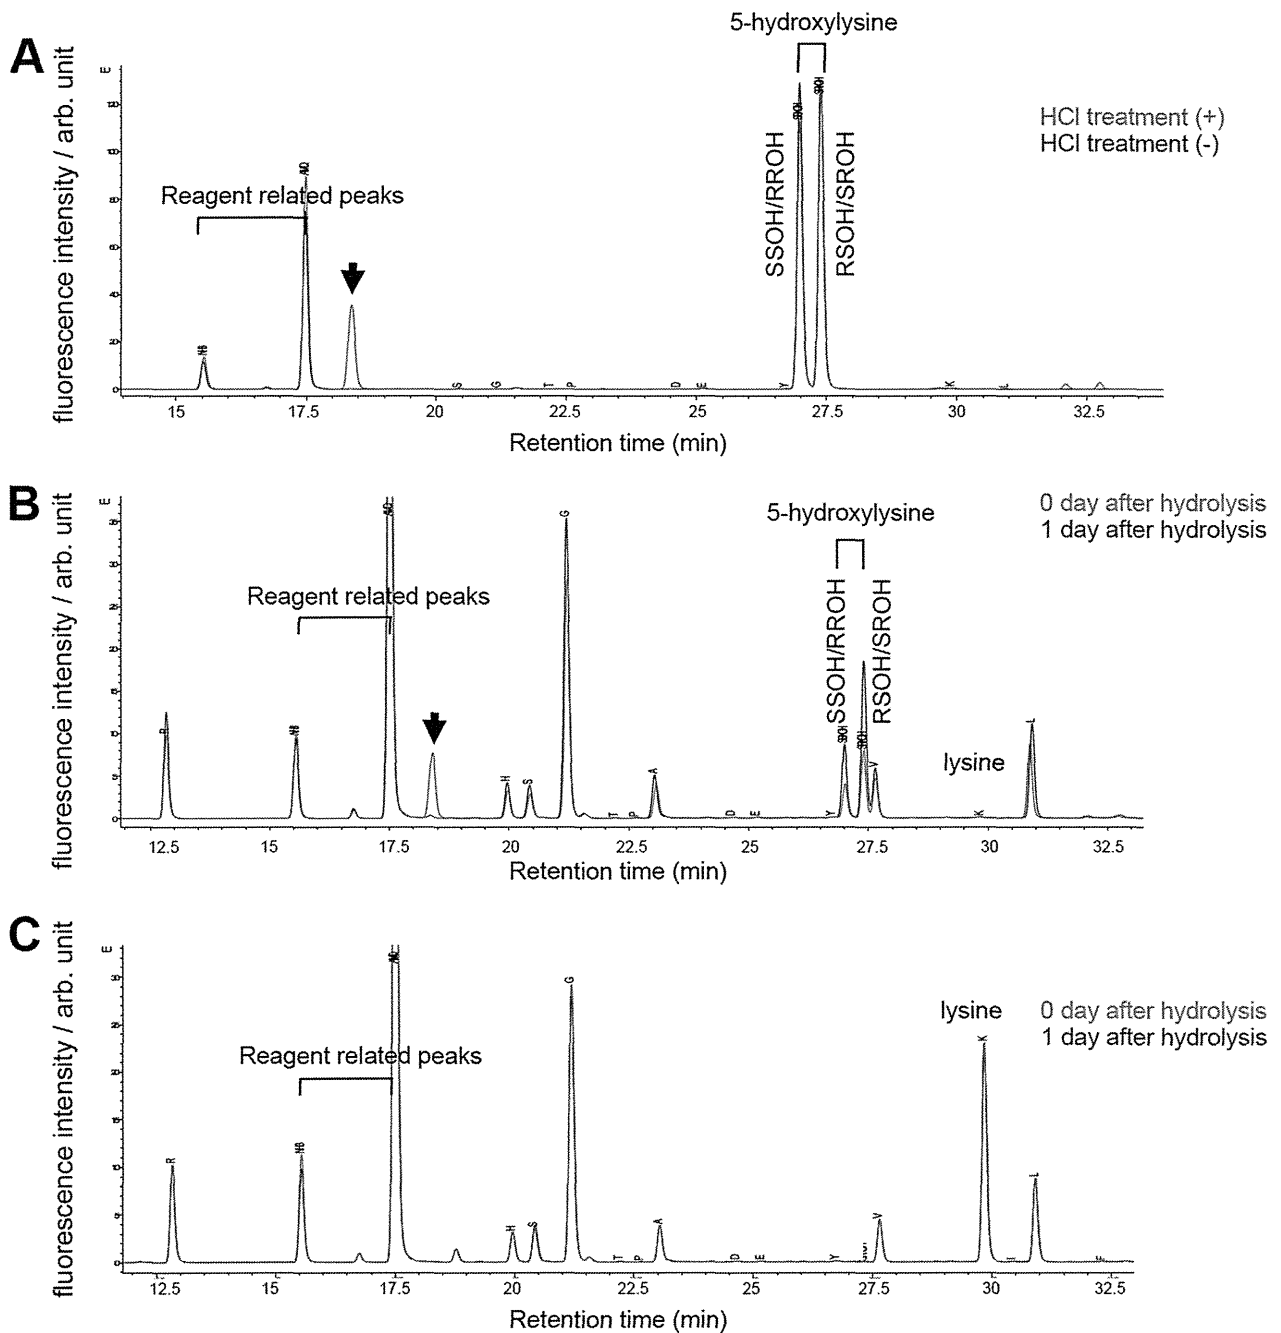 A
5-hydroxylysine
HCl treatment (+)
HCl treatment (-)
Reagent related peaks
SSOH/RROH
RSOH/SROH
fluorescence intensity / arb. unit
S G T P D E Y K L
15 17.5 20 22.5 25 27.5 30 32.5
Retention time (min)
B
5-hydroxylysine
0 day after hydrolysis
1 day after hydrolysis
Reagent related peaks
SSOH/RROH
RSOH/SROH
lysine
fluorescence intensity / arb. unit
H S G T P A D E Y V K L
12.5 15 17.5 20 22.5 25 27.5 30 32.5
Retention time (min)
C
lysine
0 day after hydrolysis
1 day after hydrolysis
Reagent related peaks
fluorescence intensity / arb. unit
R H S G T P A D E Y V K I L F
12.5 15 17.5 20 22.5 25 27.5 30 32.5
Retention time (min)